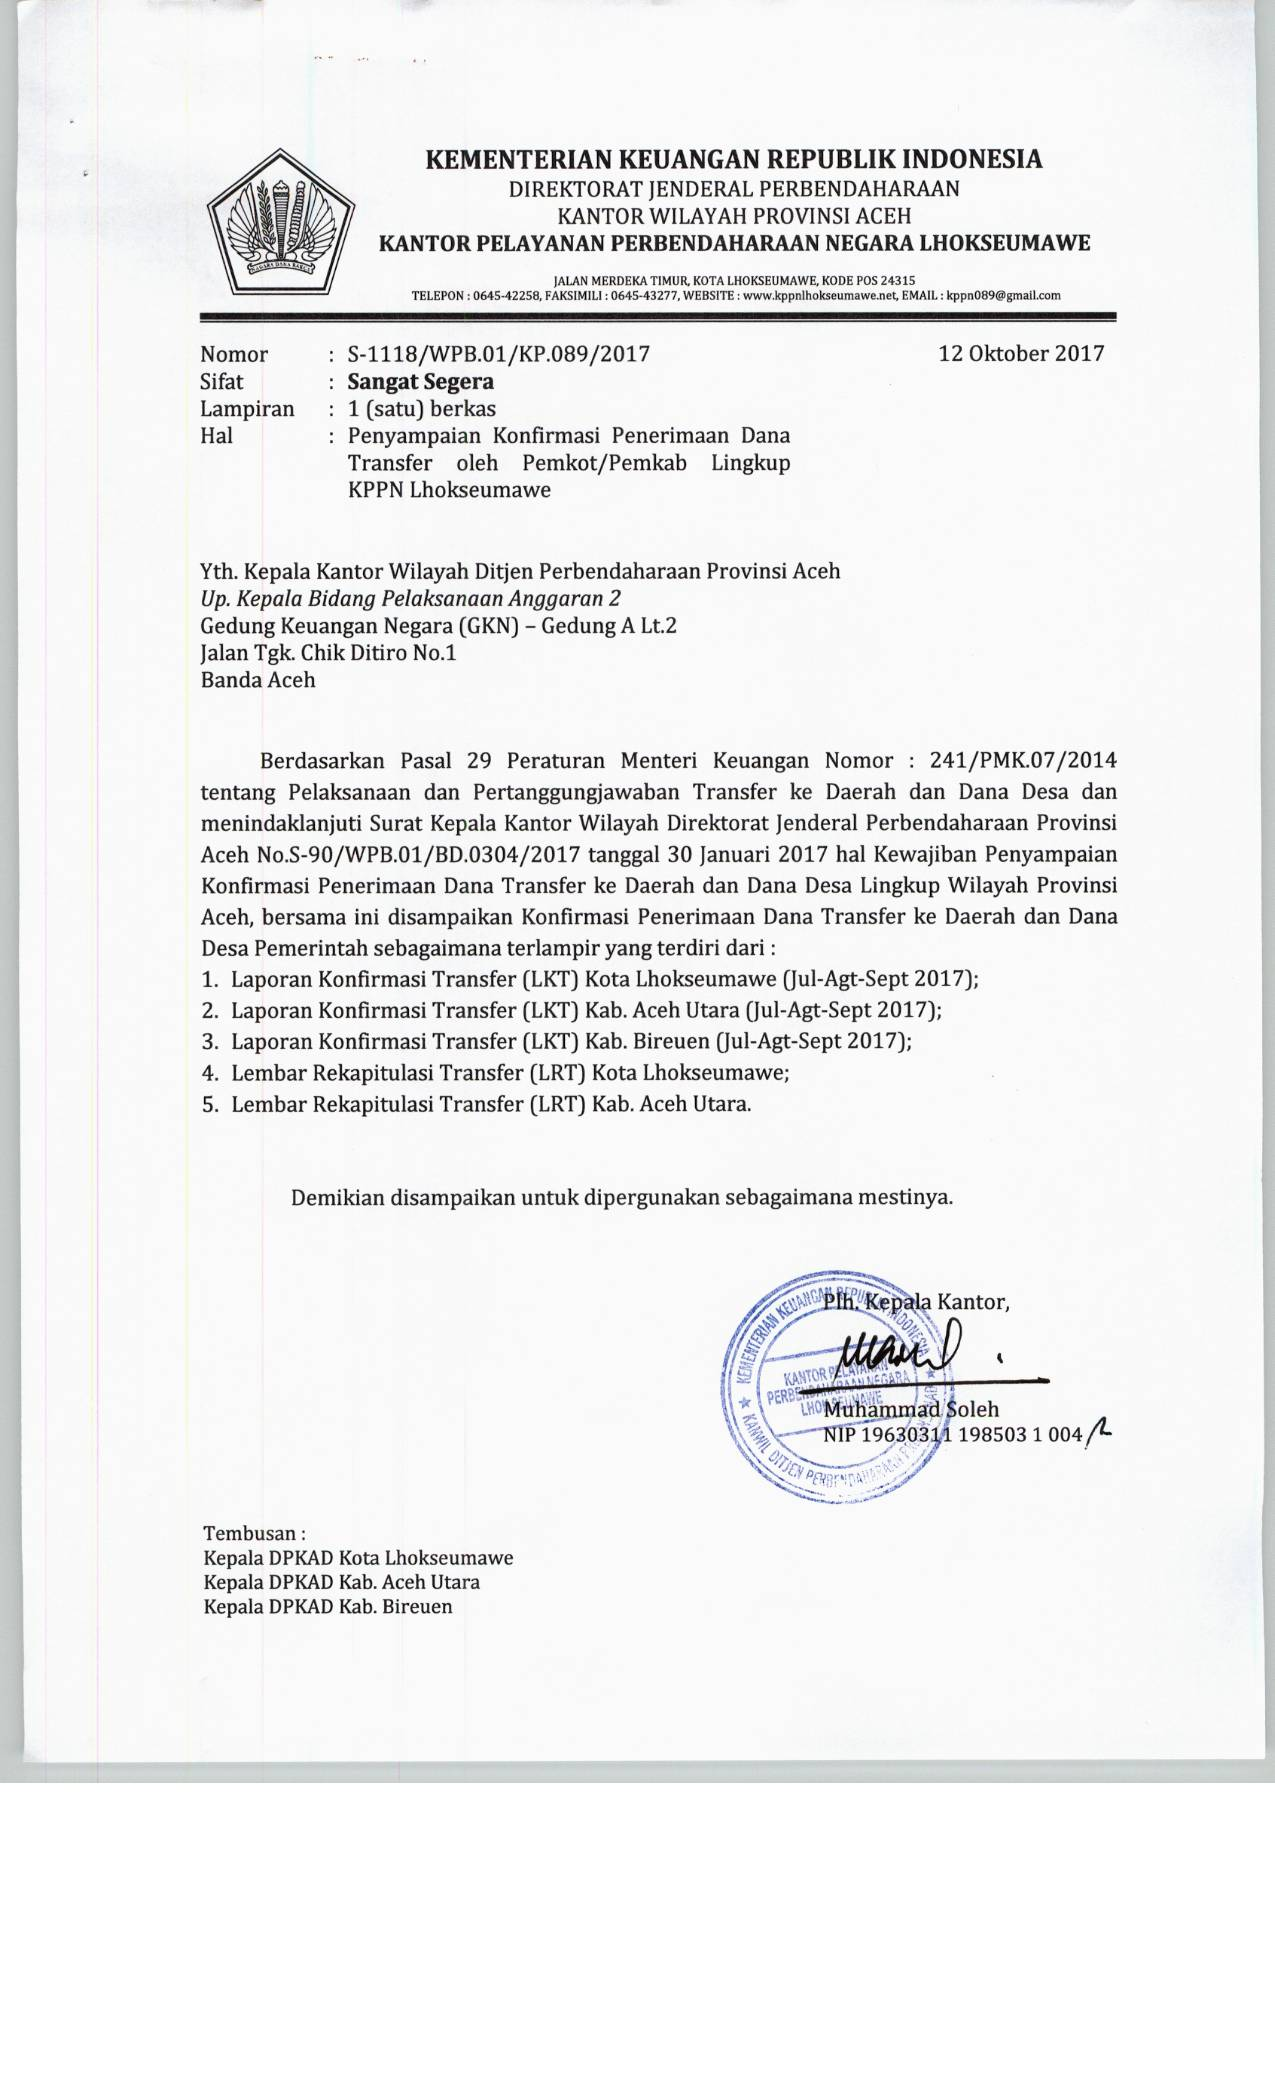 KEMENTERIAN KEUANGAN REPUBLIK INDONESIA
DIREKTORAT JENDERAL PERBENDAHARAAN
KANTOR WILAYAH PROVINSI ACEH
KANTOR PELAYANAN PERBENDAHARAAN NEGARA LHOKSEUMAWE
JALAN MERDEKA TIMUR, KOTA LHOKSEUMAWE, KODE POS 24315
TELEPON : 0645-42258, FAKSIMILI : 0645-43277, WEBSITE : www.kppnlhokseumawe.net, EMAIL : kppn089@gmail.com
Nomor : S-1118/WPB.01/KP.089/2017 12 Oktober 2017
Sifat : Sangat Segera
Lampiran : 1 (satu) berkas
Hal : Penyampaian Konfirmasi Penerimaan Dana
Transfer oleh Pemkot/Pemkab Lingkup
KPPN Lhokseumawe
Yth. Kepala Kantor Wilayah Ditjen Perbendaharaan Provinsi Aceh
Up. Kepala Bidang Pelaksanaan Anggaran 2
Gedung Keuangan Negara (GKN) – Gedung A Lt.2
Jalan Tgk. Chik Ditiro No.1
Banda Aceh
Berdasarkan Pasal 29 Peraturan Menteri Keuangan Nomor : 241/PMK.07/2014
tentang Pelaksanaan dan Pertanggungjawaban Transfer ke Daerah dan Dana Desa dan
menindaklanjuti Surat Kepala Kantor Wilayah Direktorat Jenderal Perbendaharaan Provinsi
Aceh No.S-90/WPB.01/BD.0304/2017 tanggal 30 Januari 2017 hal Kewajiban Penyampaian
Konfirmasi Penerimaan Dana Transfer ke Daerah dan Dana Desa Lingkup Wilayah Provinsi
Aceh, bersama ini disampaikan Konfirmasi Penerimaan Dana Transfer ke Daerah dan Dana
Desa Pemerintah sebagaimana terlampir yang terdiri dari :
1. Laporan Konfirmasi Transfer (LKT) Kota Lhokseumawe (Jul-Agt-Sept 2017);
2. Laporan Konfirmasi Transfer (LKT) Kab. Aceh Utara (Jul-Agt-Sept 2017);
3. Laporan Konfirmasi Transfer (LKT) Kab. Bireuen (Jul-Agt-Sept 2017);
4. Lembar Rekapitulasi Transfer (LRT) Kota Lhokseumawe;
5. Lembar Rekapitulasi Transfer (LRT) Kab. Aceh Utara.
Demikian disampaikan untuk dipergunakan sebagaimana mestinya.
Plh. Kepala Kantor,
KEMENTERIAN KEUANGAN REPUBLIK INDONESIA
KANTOR PELAYANAN
PERBENDAHARAAN NEGARA
LHOKSEUMAWE
KANWIL DITJEN PERBENDAHARAAN
Muhammad Soleh
NIP 19630311 198503 1 004
Tembusan :
Kepala DPKAD Kota Lhokseumawe
Kepala DPKAD Kab. Aceh Utara
Kepala DPKAD Kab. Bireuen